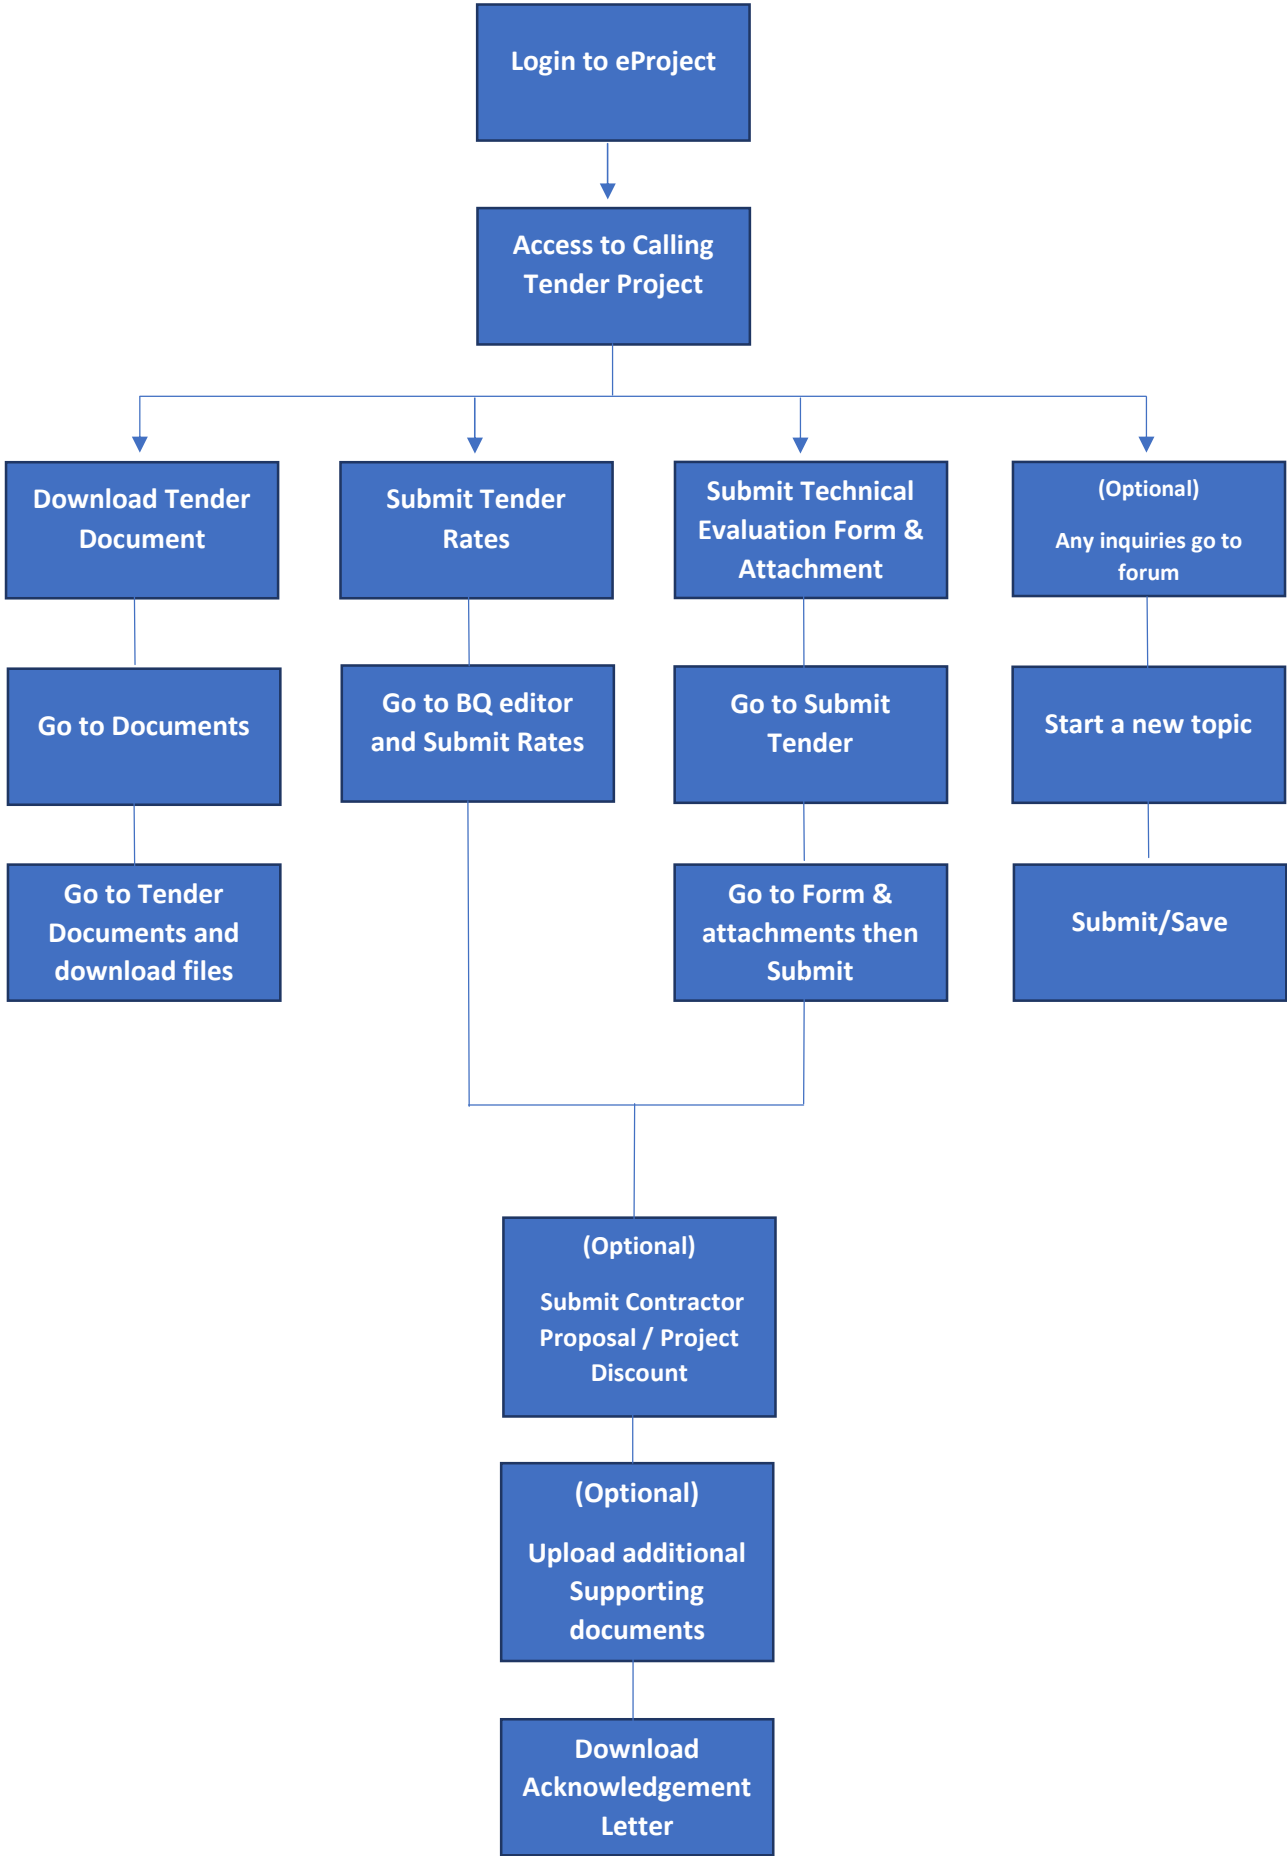 Login to eProject
Access to Calling
Tender Project
Download Tender
Document
Submit Tender
Rates
Submit Technical
Evaluation Form &
Attachment
(Optional)
Any inquiries go to
forum
Go to Documents
Go to BQ editor
and Submit Rates
Go to Submit
Tender
Start a new topic
Go to Tender
Documents and
download files
Go to Form &
attachments then
Submit
Submit/Save
(Optional)
Submit Contractor
Proposal / Project
Discount
(Optional)
Upload additional
Supporting
documents
Download
Acknowledgement
Letter